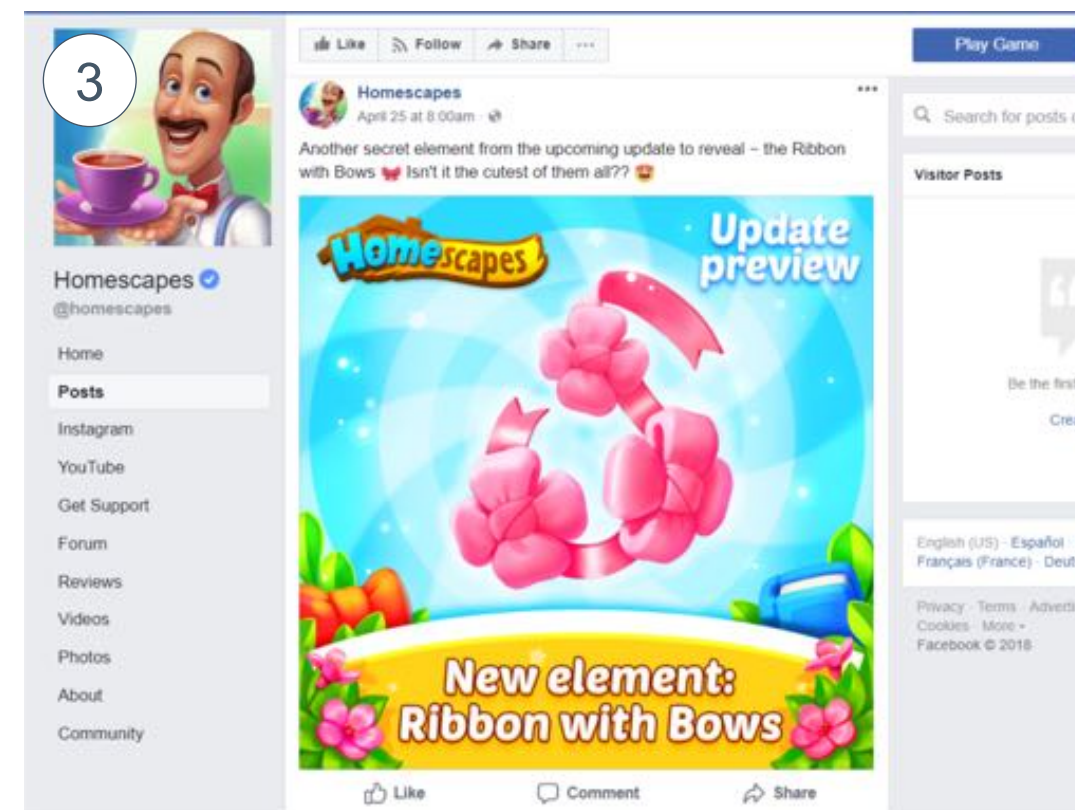 3
Like
Follow
Share
Play Game
Homescapes
April 25 at 8:00am
Search for posts
Another secret element from the upcoming update to reveal – the Ribbon
with Bows Isn't it the cutest of them all??
Visitor Posts
Homescapes
Update
preview
Homescapes
@homescapes
Home
Posts
Instagram
YouTube
Get Support
Forum
Reviews
Videos
Photos
About
Community
Be the first
New element:
Ribbon with Bows
English (US) · Español ·
Français (France) ·
Privacy · Terms ·
Cookies · More
Facebook © 2018
Like
Comment
Share